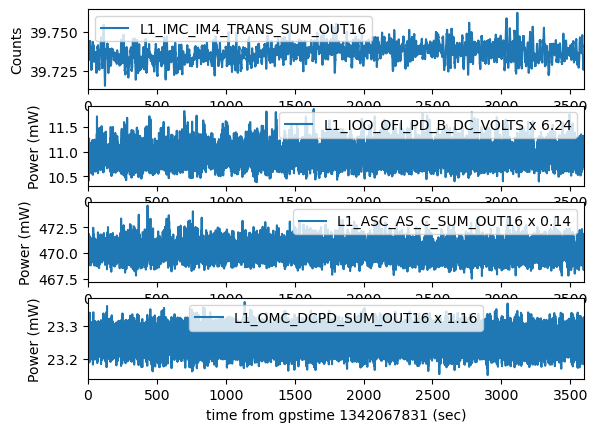 L1_IMC_IM4_TRANS_SUM_OUT16
Counts
39.750
39.725
0 500 1000 1500 2000 2500 3000 3500
L1_IOO_OFI_PD_B_DC_VOLTS x 6.24
Power (mW)
11.5
11.0
10.5
0 500 1000 1500 2000 2500 3000 3500
L1_ASC_AS_C_SUM_OUT16 x 0.14
Power (mW)
472.5
470.0
467.5
0 500 1000 1500 2000 2500 3000 3500
L1_OMC_DCPD_SUM_OUT16 x 1.16
Power (mW)
23.3
23.2
0 500 1000 1500 2000 2500 3000 3500
time from gpstime 1342067831 (sec)